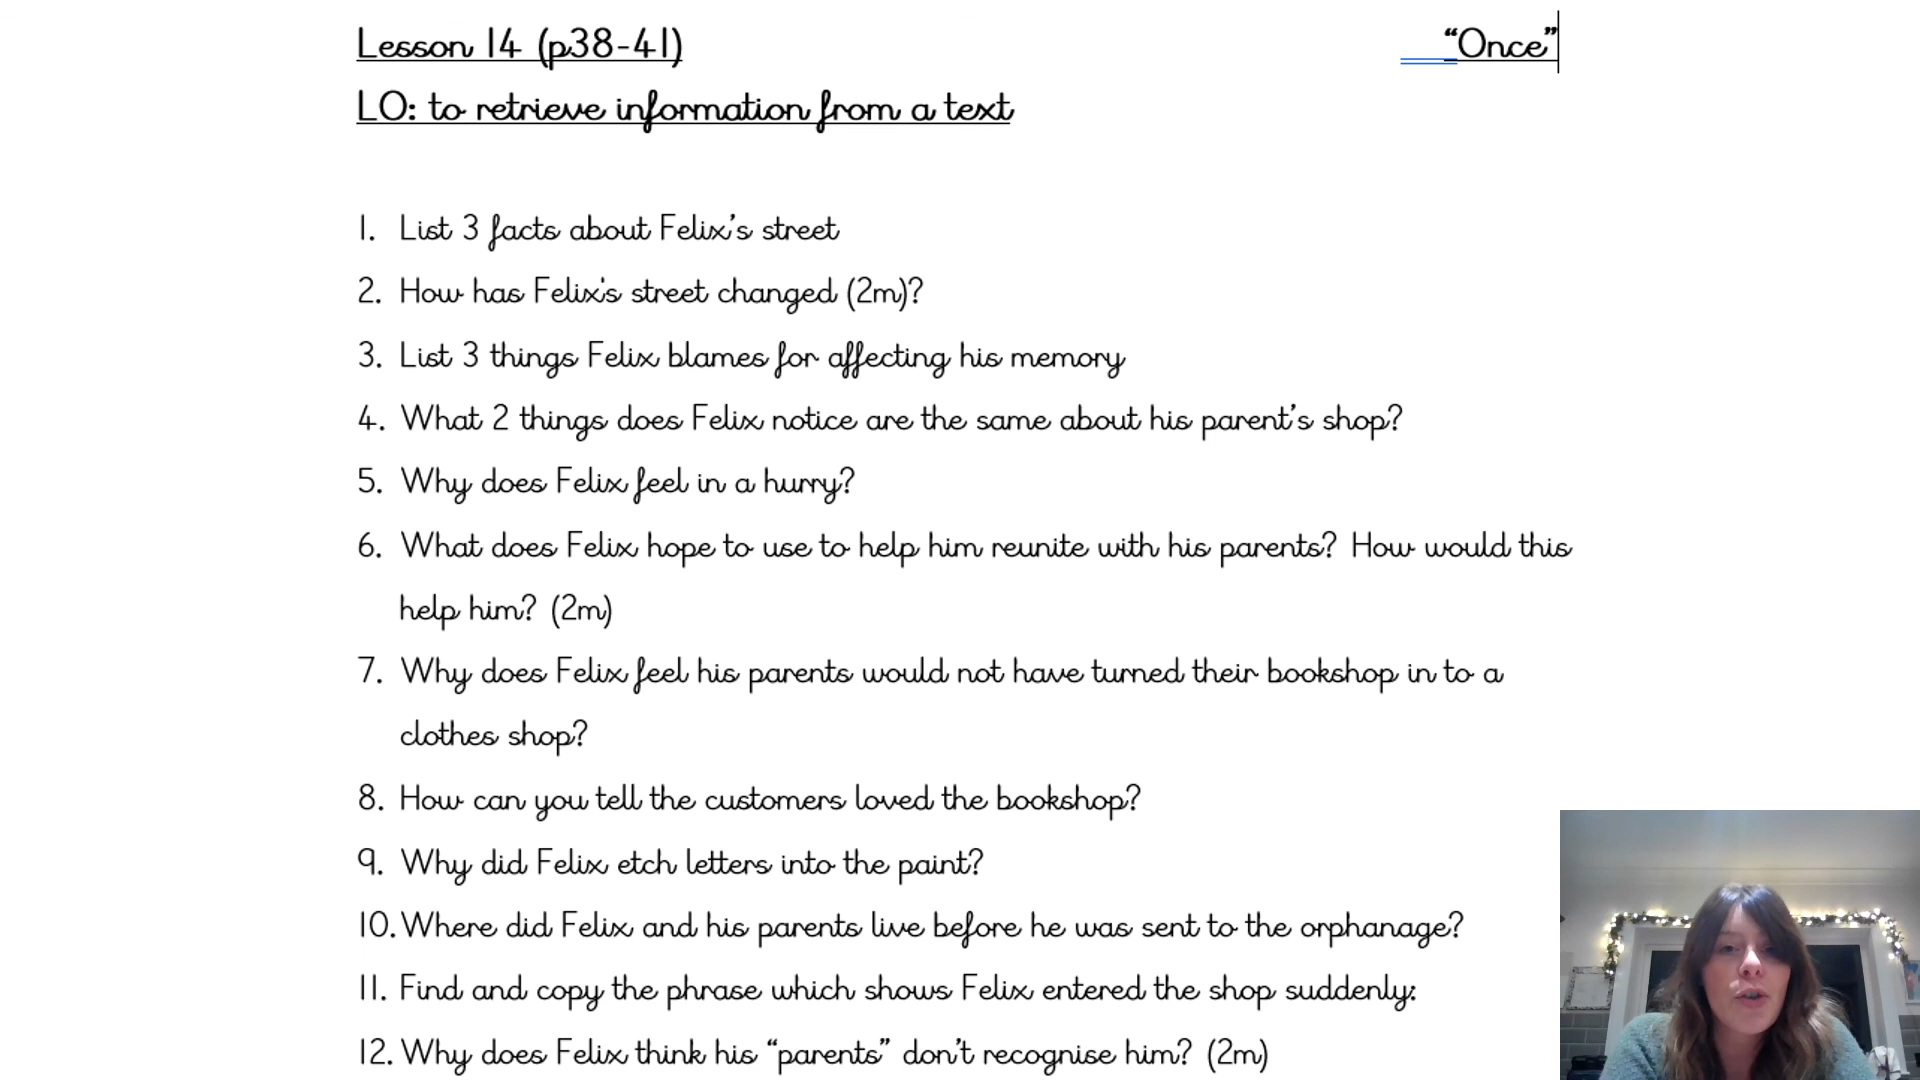 Lesson 14 (p38-41) “Once”
LO: to retrieve information from a text
1. List 3 facts about Felix’s street
2. How has Felix's street changed (2m)?
3. List 3 things Felix blames for affecting his memory
4. What 2 things does Felix notice are the same about his parent’s shop?
5. Why does Felix feel in a hurry?
6. What does Felix hope to use to help him reunite with his parents? How would this
help him? (2m)
7. Why does Felix feel his parents would not have turned their bookshop in to a
clothes shop?
8. How can you tell the customers loved the bookshop?
9. Why did Felix etch letters into the paint?
10. Where did Felix and his parents live before he was sent to the orphanage?
11. Find and copy the phrase which shows Felix entered the shop suddenly:
12. Why does Felix think his “parents” don’t recognise him? (2m)